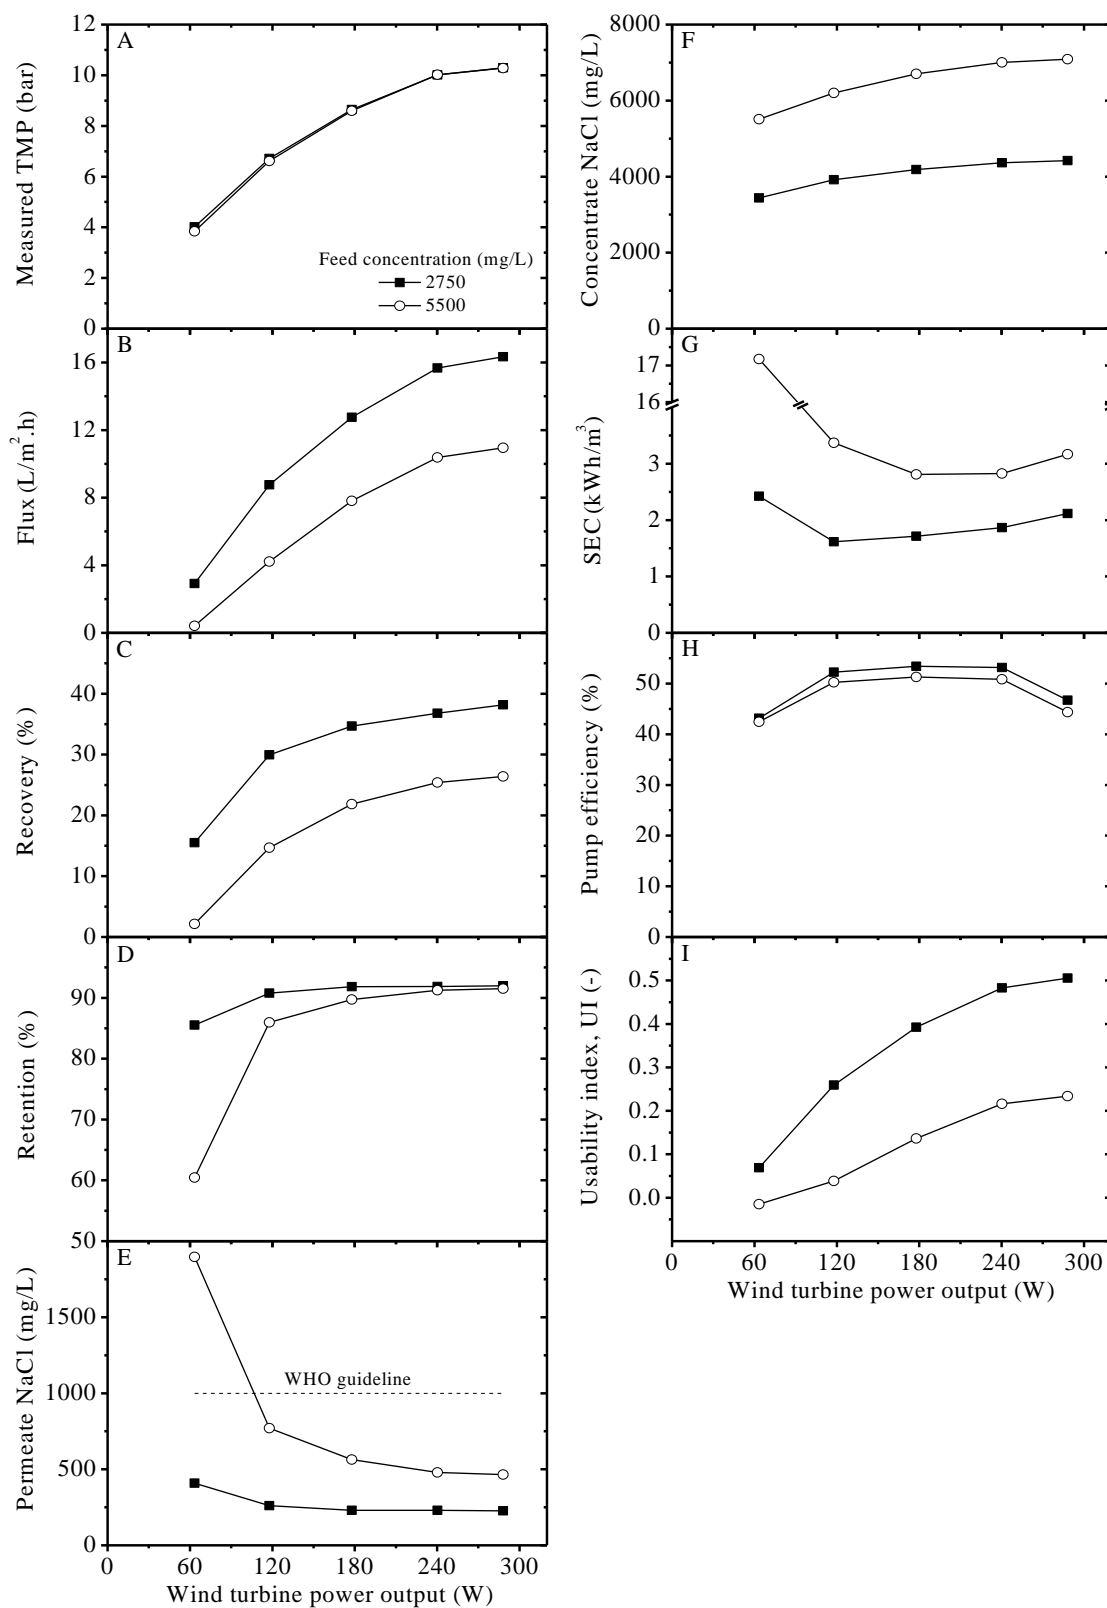 A
Measured TMP (bar)
12
10
8
6
4
2
0
Feed concentration (mg/L)
2750
5500
B
Flux (L/m².h)
16
12
8
4
0
C
Recovery (%)
40
30
20
10
0
D
Retention (%)
90
80
70
60
50
E
Permeate NaCl (mg/L)
1500
1000
500
0
WHO guideline
0 60 120 180 240 300
Wind turbine power output (W)
F
Concentrate NaCl (mg/L)
8000
6000
4000
2000
0
G
SEC (kWh/m³)
17
16
3
2
1
0
H
Pump efficiency (%)
50
40
30
20
10
0
I
Usability index, UI (-)
0.5
0.4
0.3
0.2
0.1
0.0
0 60 120 180 240 300
Wind turbine power output (W)